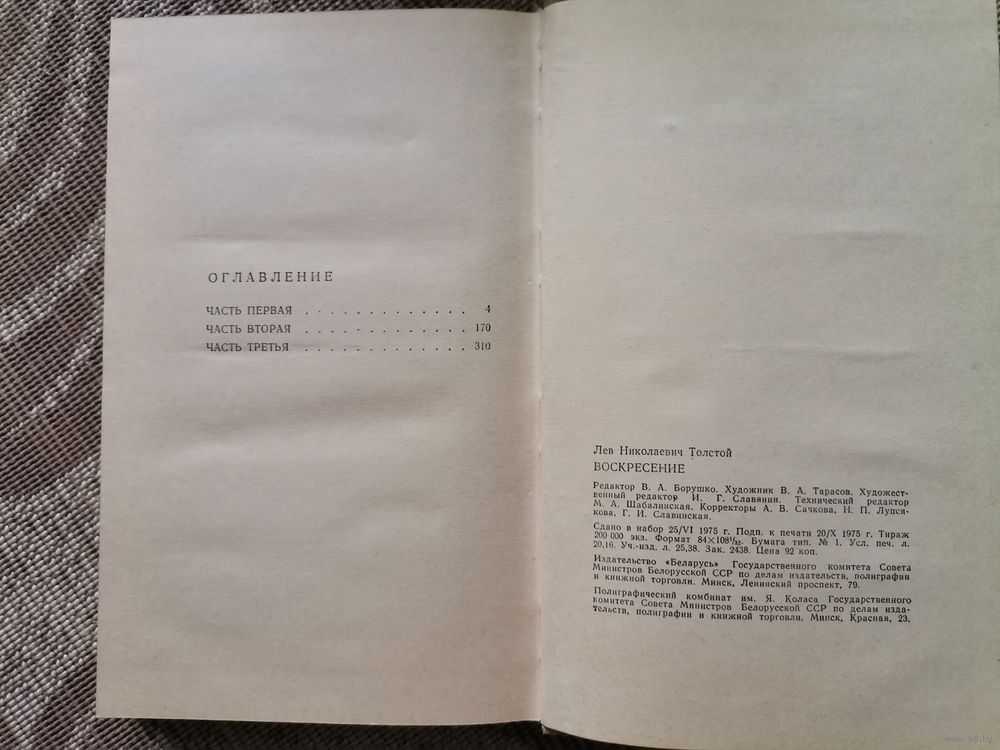 ОГЛАВЛЕНИЕ
ЧАСТЬ ПЕРВАЯ . . . . . . . . . . . . . 4
ЧАСТЬ ВТОРАЯ . . . . . . . . . . . . . 170
ЧАСТЬ ТРЕТЬЯ . . . . . . . . . . . . . 310
Лев Николаевич Толстой
ВОСКРЕСЕНИЕ
Редактор В. А. Борушко. Художник В. А. Тарасов. Художест-
венный редактор И. Г. Славянин. Технический редактор
М. А. Шабалинская. Корректоры А. В. Сачкова, Н. П. Лупся-
кова, Г. И. Славинская.
Сдано в набор 25/VI 1975 г. Подп. к печати 20/X 1975 г. Тираж
200 000 экз. Формат 84×108¹/₃₂. Бумага тип. № 1. Усл. печ. л.
20,16. Уч.-изд. л. 25,38. Зак. 2438. Цена 92 коп.
Издательство «Беларусь» Государственного комитета Совета
Министров Белорусской ССР по делам издательств, полиграфии
и книжной торговли. Минск, Ленинский проспект, 79.
Полиграфический комбинат им. Я. Коласа Государственного
комитета Совета Министров Белорусской ССР по делам изда-
тельств, полиграфии и книжной торговли. Минск, Красная, 23.
www.ay.by